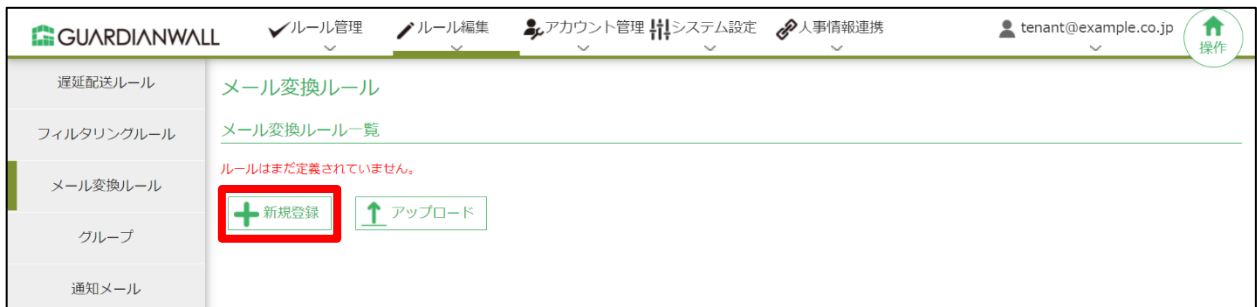 GUARDIANWALL
ルール管理
ルール編集
アカウント管理
システム設定
人事情報連携
tenant@example.co.jp
操作
遅延配送ルール
フィルタリングルール
メール変換ルール
グループ
通知メール
メール変換ルール
メール変換ルール一覧
ルールはまだ定義されていません。
新規登録
アップロード